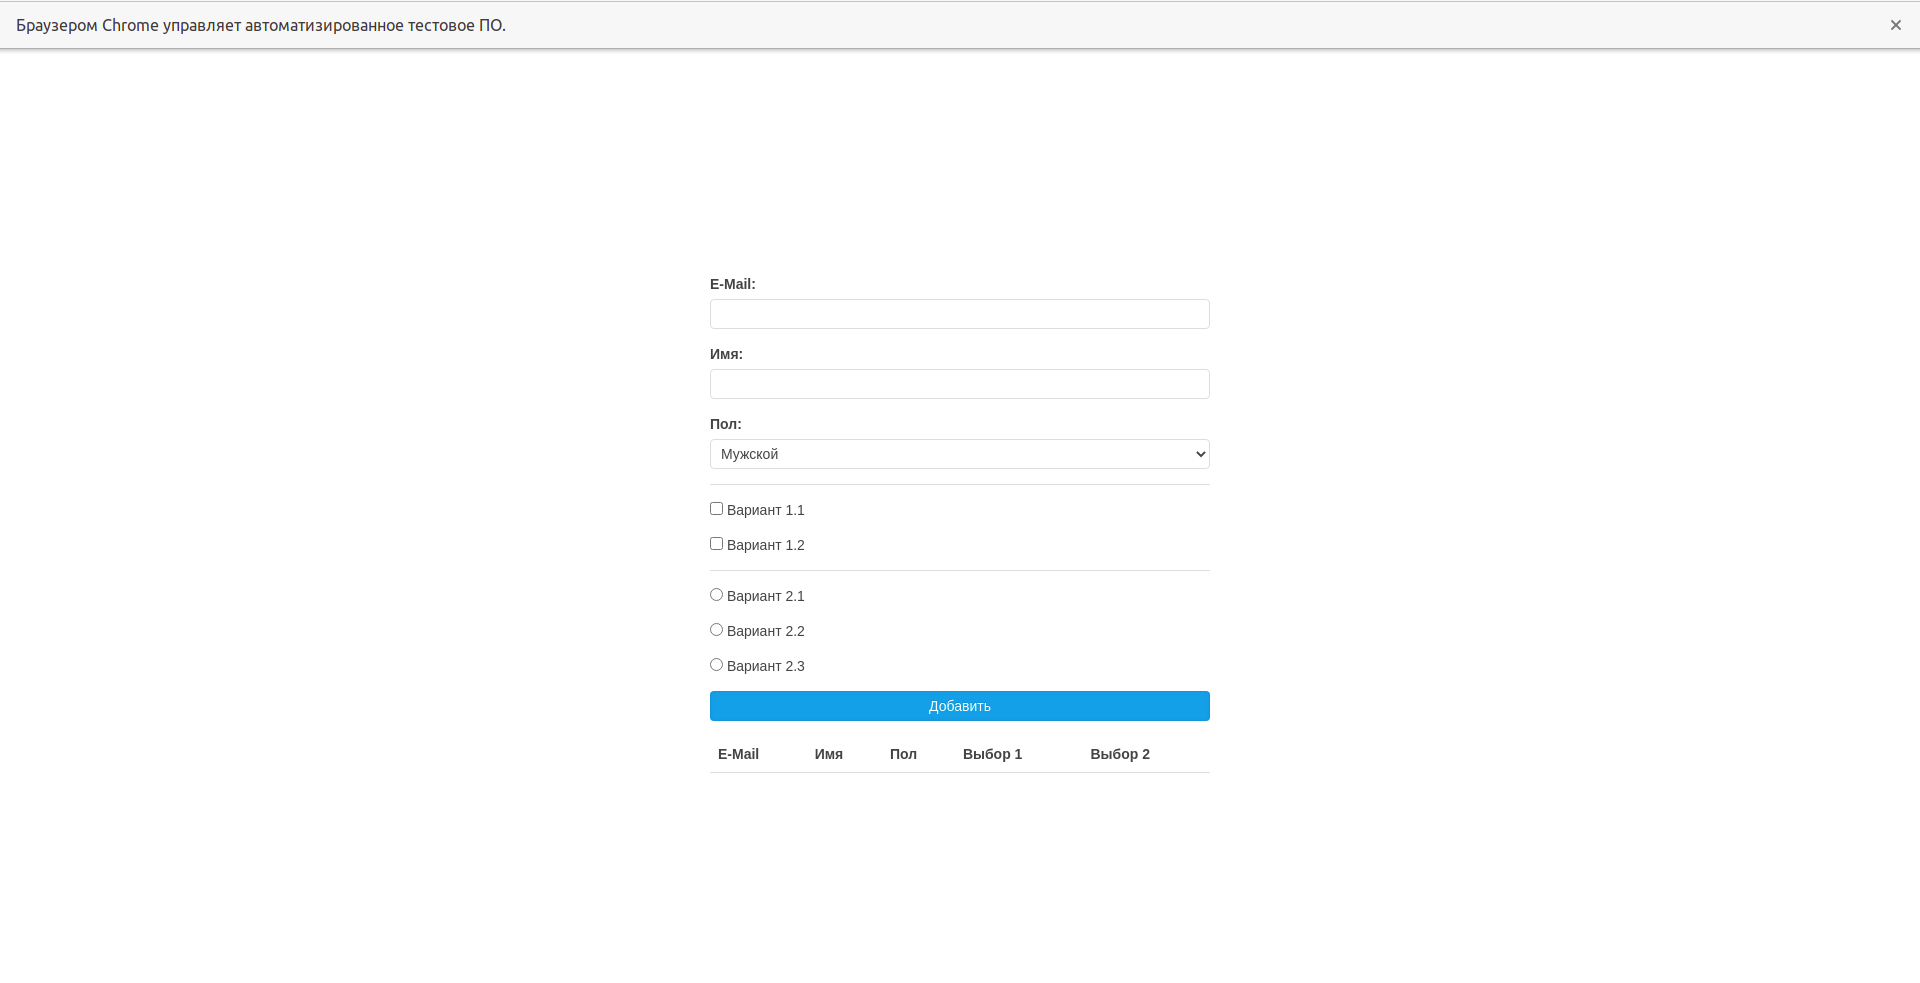 Браузером Chrome управляет автоматизированное тестовое ПО.
E-Mail:
Имя:
Пол:
Мужской
Вариант 1.1
Вариант 1.2
Вариант 2.1
Вариант 2.2
Вариант 2.3
Добавить
E-Mail Имя Пол Выбор 1 Выбор 2